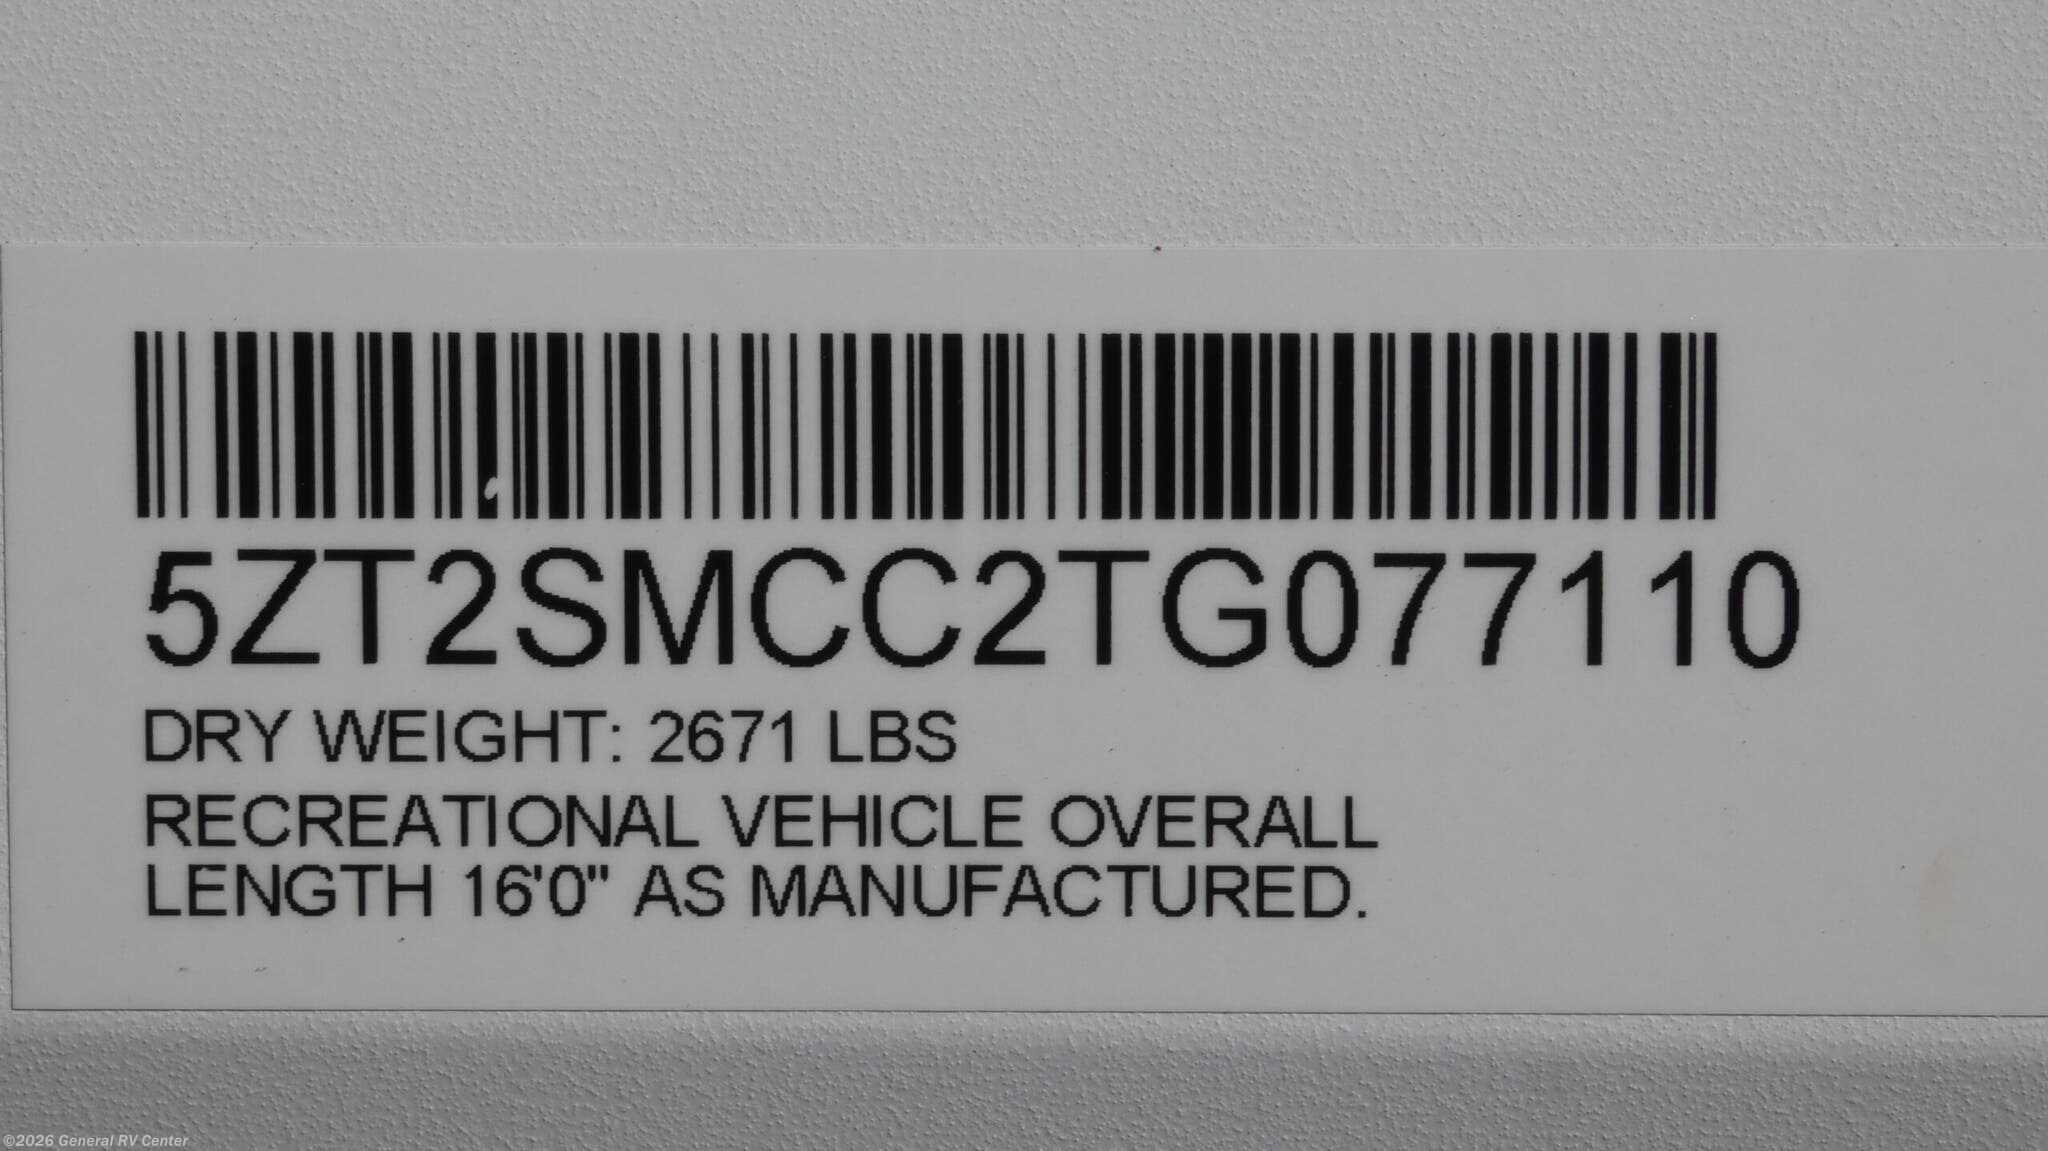 5ZT2SMCC2TG077110
DRY WEIGHT: 2671 LBS
RECREATIONAL VEHICLE OVERALL
LENGTH 16'0" AS MANUFACTURED.
©2026 General RV Center